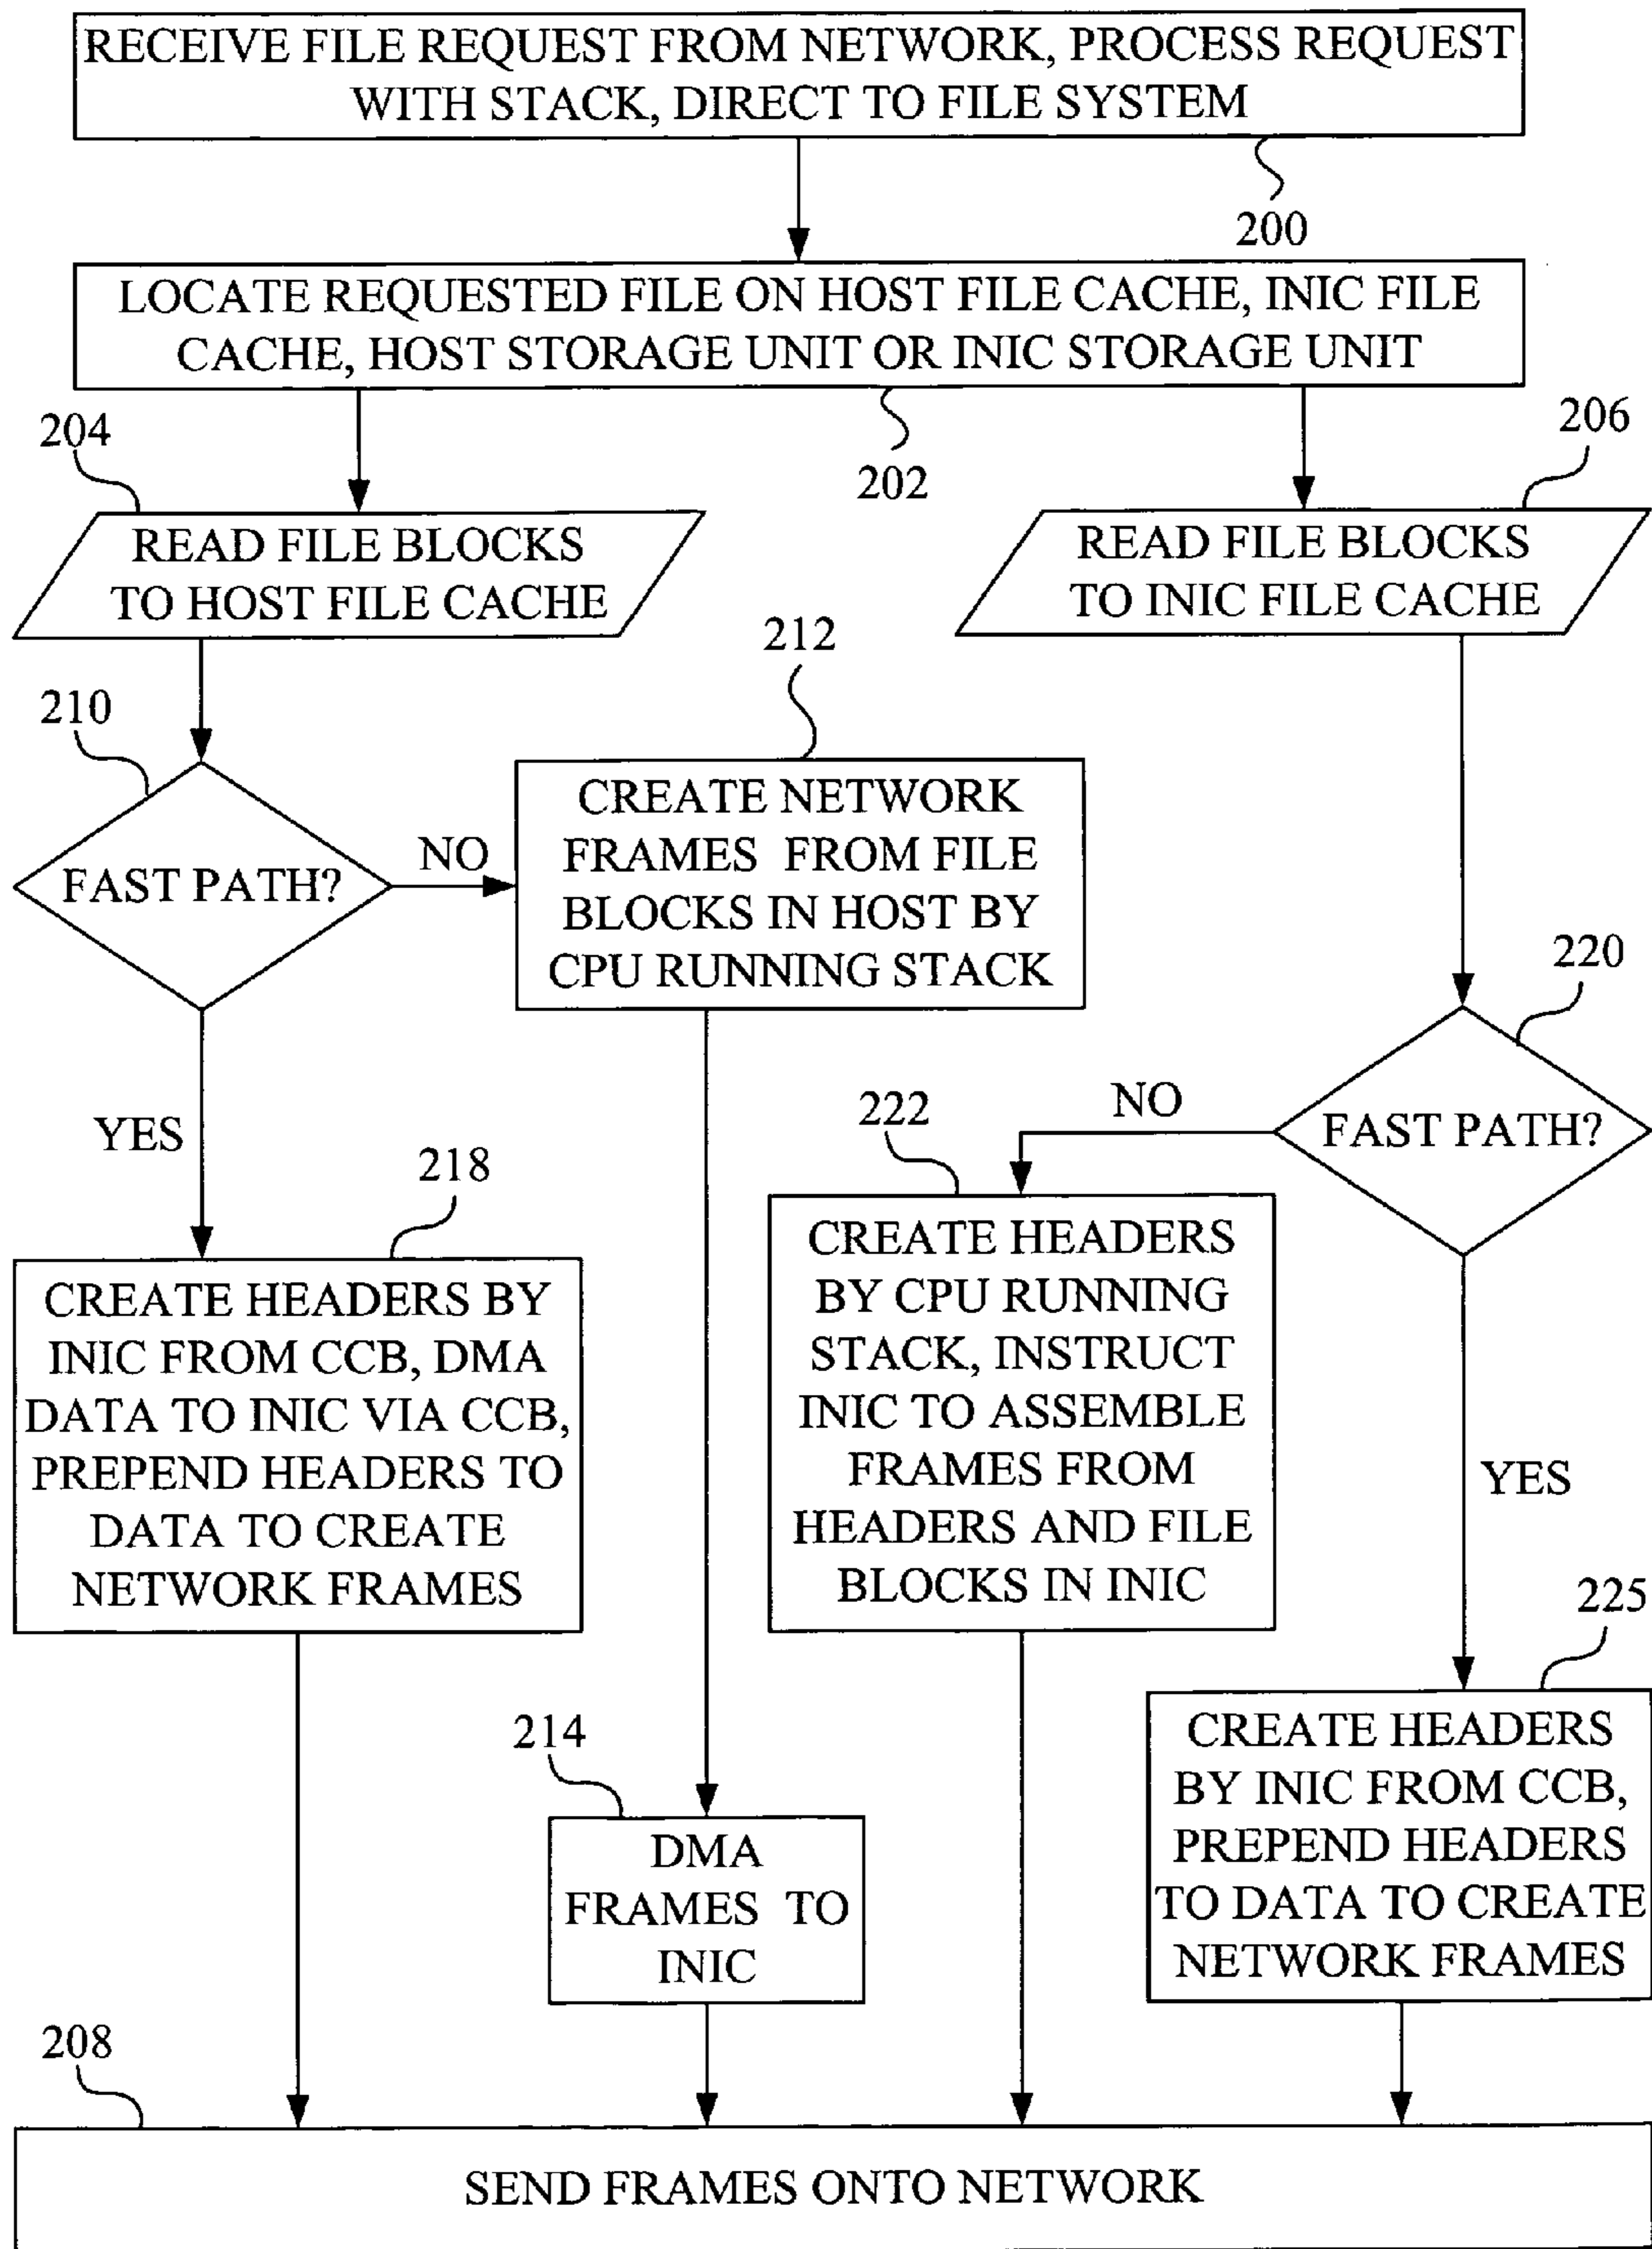 RECEIVE FILE REQUEST FROM NETWORK, PROCESS REQUEST
WITH STACK, DIRECT TO FILE SYSTEM
200
LOCATE REQUESTED FILE ON HOST FILE CACHE, INIC FILE
CACHE, HOST STORAGE UNIT OR INIC STORAGE UNIT
202
204
READ FILE BLOCKS
TO HOST FILE CACHE
206
READ FILE BLOCKS
TO INIC FILE CACHE
210
FAST PATH?
NO
YES
212
CREATE NETWORK
FRAMES FROM FILE
BLOCKS IN HOST BY
CPU RUNNING STACK
220
FAST PATH?
NO
YES
218
CREATE HEADERS BY
INIC FROM CCB, DMA
DATA TO INIC VIA CCB,
PREPEND HEADERS TO
DATA TO CREATE
NETWORK FRAMES
222
CREATE HEADERS
BY CPU RUNNING
STACK, INSTRUCT
INIC TO ASSEMBLE
FRAMES FROM
HEADERS AND FILE
BLOCKS IN INIC
214
DMA
FRAMES TO
INIC
225
CREATE HEADERS
BY INIC FROM CCB,
PREPEND HEADERS
TO DATA TO CREATE
NETWORK FRAMES
208
SEND FRAMES ONTO NETWORK